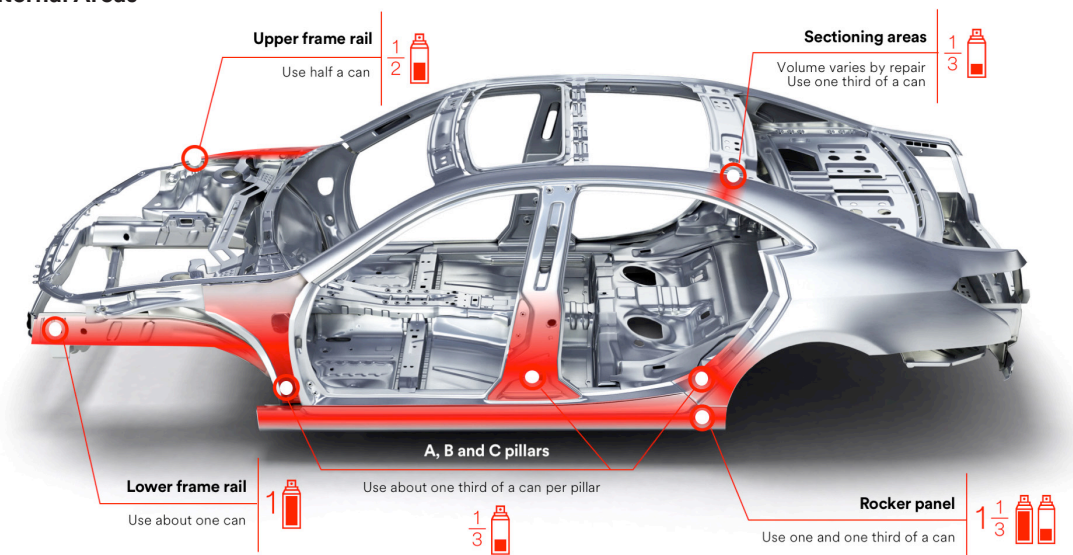 Upper frame rail
Use half a can
1/2
Sectioning areas
Volume varies by repair
Use one third of a can
1/3
A, B and C pillars
Use about one third of a can per pillar
1/3
Lower frame rail
Use about one can
1
Rocker panel
Use one and one third of a can
1 1/3